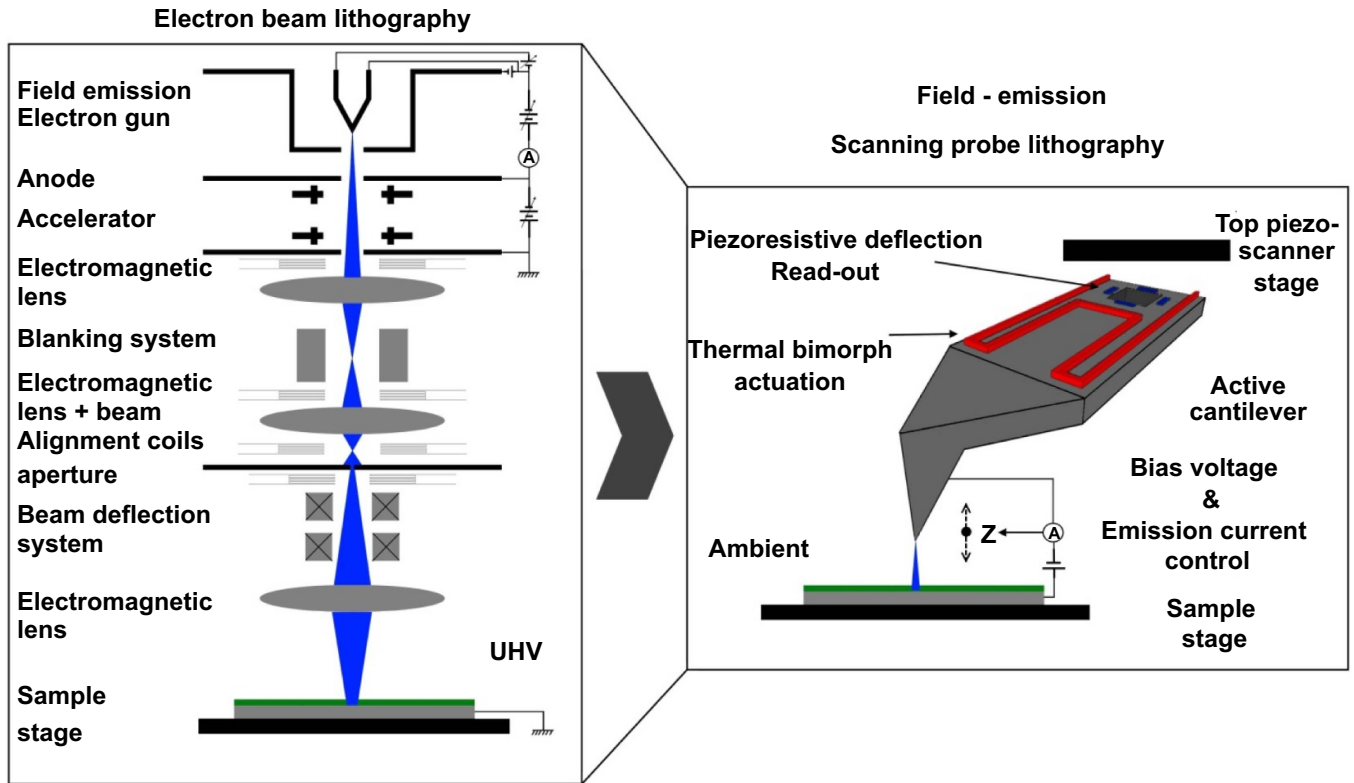 Electron beam lithography
Field emission
Electron gun
A
Anode
Accelerator
Electromagnetic
lens
Blanking system
Electromagnetic
lens + beam
Alignment coils
aperture
Beam deflection
system
Electromagnetic
lens
UHV
Sample
stage
Field - emission
Scanning probe lithography
Top piezo-
scanner
stage
Piezoresistive deflection
Read-out
Thermal bimorph
actuation
Active
cantilever
Bias voltage
&
Emission current
control
Z
A
Ambient
Sample
stage